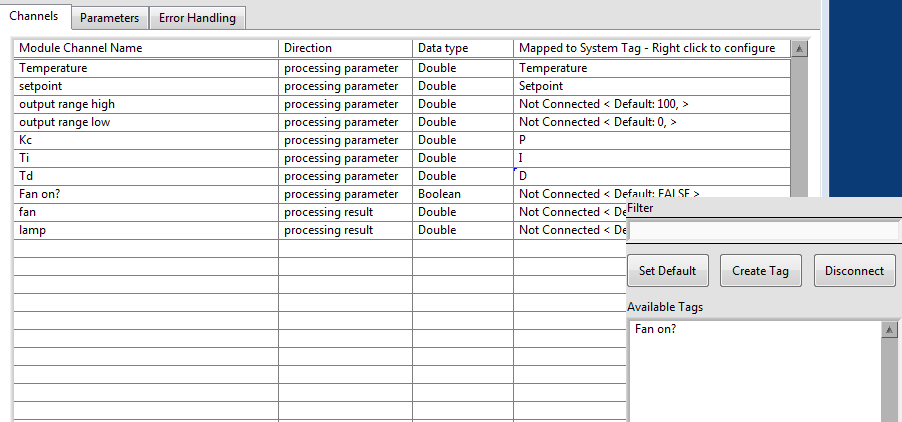 Channels Parameters Error Handling
Module Channel Name Direction Data type Mapped to System Tag - Right click to configure
Temperature processing parameter Double Temperature
setpoint processing parameter Double Setpoint
output range high processing parameter Double Not Connected < Default: 100, >
output range low processing parameter Double Not Connected < Default: 0, >
Kc processing parameter Double P
Ti processing parameter Double I
Td processing parameter Double D
Fan on? processing parameter Boolean Not Connected < Default: FALSE >
fan processing result Double Not Connected < De
lamp processing result Double Not Connected < De
Filter
Set Default Create Tag Disconnect
Available Tags
Fan on?